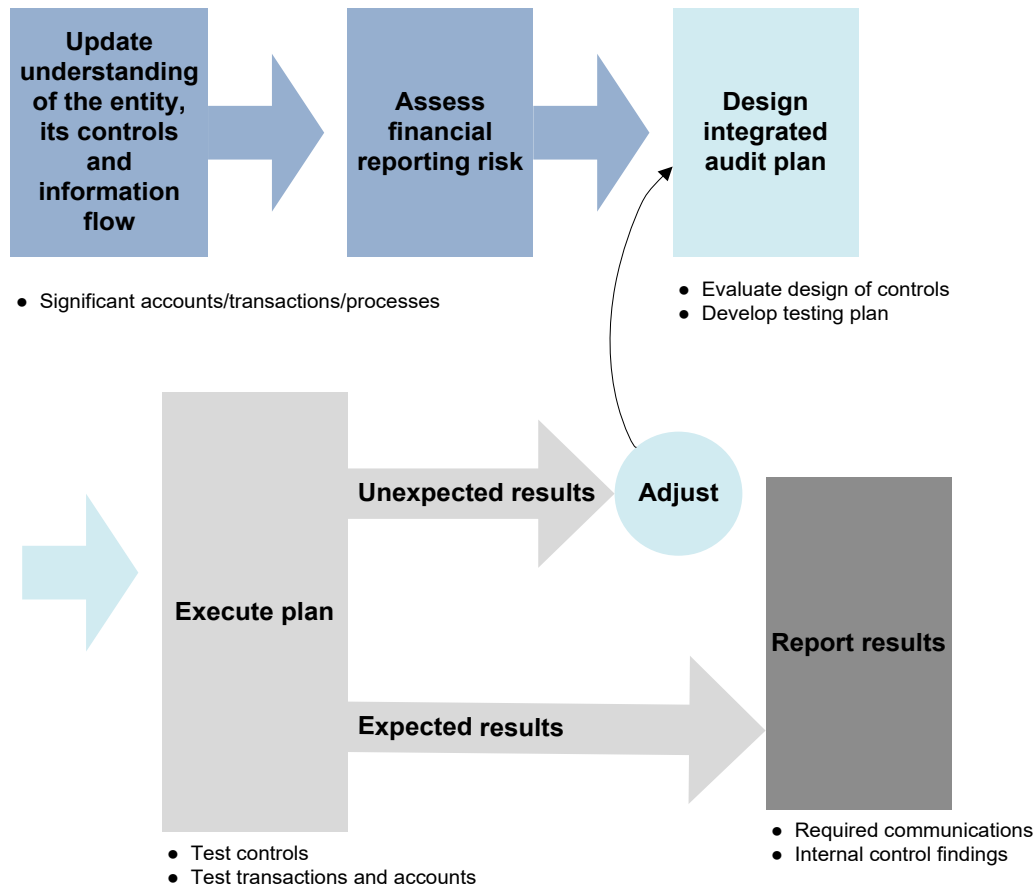 Update
understanding
of the entity,
its controls
and
information
flow
Assess
financial
reporting risk
Design
integrated
audit plan
● Significant accounts/transactions/processes
● Evaluate design of controls
● Develop testing plan
Unexpected results
Adjust
Execute plan
Report results
Expected results
● Test controls
● Test transactions and accounts
● Required communications
● Internal control findings